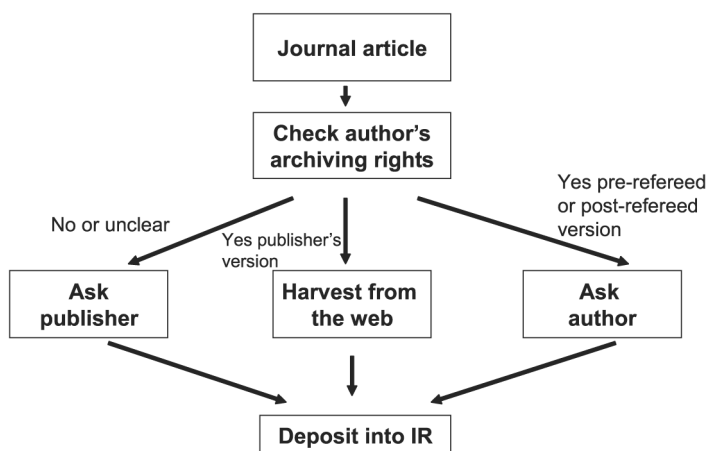 Journal article
Check author's
archiving rights
No or unclear
Yes publisher's
version
Yes pre-refereed
or post-refereed
version
Ask
publisher
Harvest from
the web
Ask
author
Deposit into IR